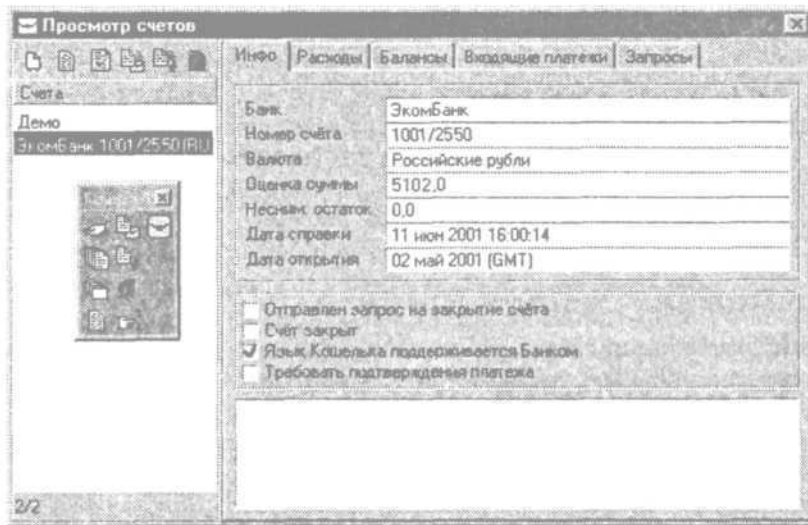 Просмотр счетов
Инфо Расходы Балансы Входящие платежи Запросы
Счета
Демо
ЭкомБанк 1001/2550 (RU
Банк ЭкомБанк
Номер счёта 1001/2550
Валюта Российские рубли
Оценка суммы 5102,0
Несным. остаток 0,0
Дата справки 11 июн 2001 16:00:14
Дата открытия 02 май 2001 (GMT)
Отправлен запрос на закрытие счёта
Счёт закрыт
Язык Кошелька поддерживается Банком
Требовать подтверждения платежа
2/2